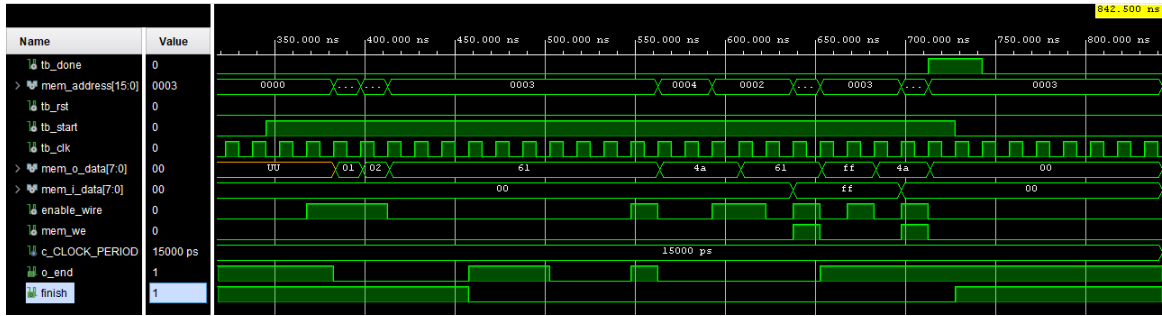 842.500 ns
Name Value 350.000 ns 400.000 ns 450.000 ns 500.000 ns 550.000 ns 600.000 ns 650.000 ns 700.000 ns 750.000 ns 800.000 ns
tb_done 0
mem_address[15:0] 0003 0000 ... ... 0003 0004 0002 ... 0003 ... 0003
tb_rst 0
tb_start 0
tb_clk 0
mem_o_data[7:0] 00 UU 01 02 61 4a 61 ff 4a 00
mem_i_data[7:0] 00 00 ff 00
enable_wire 0
mem_we 0
c_CLOCK_PERIOD 15000 ps 15000 ps
o_end 1
finish 1